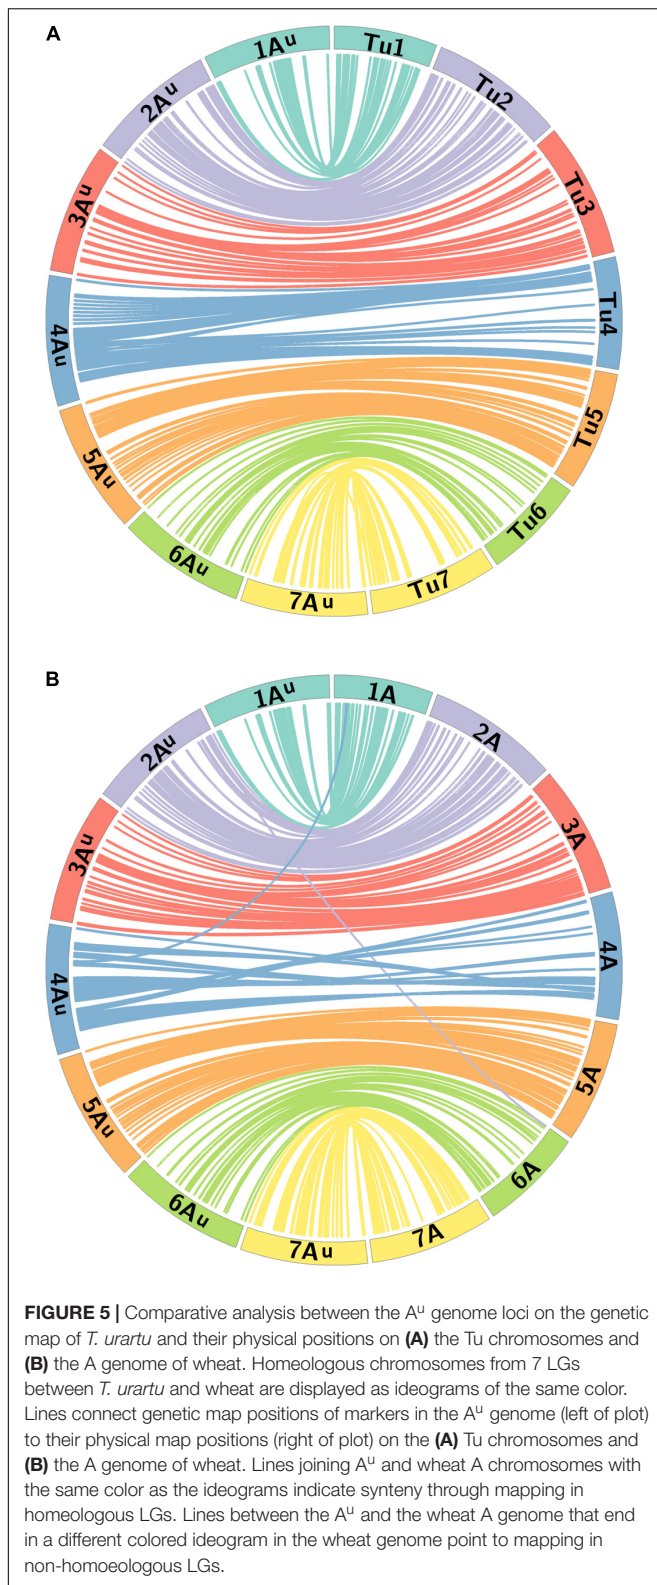 A
1Aᵘ
Tu1
2Aᵘ
Tu2
3Aᵘ
Tu3
4Aᵘ
Tu4
5Aᵘ
Tu5
6Aᵘ
Tu6
7Aᵘ
Tu7
B
1Aᵘ
1A
2Aᵘ
2A
3Aᵘ
3A
4Aᵘ
4A
5Aᵘ
5A
6Aᵘ
6A
7Aᵘ
7A
FIGURE 5 | Comparative analysis between the Aᵘ genome loci on the genetic
map of T. urartu and their physical positions on (A) the Tu chromosomes and
(B) the A genome of wheat. Homeologous chromosomes from 7 LGs
between T. urartu and wheat are displayed as ideograms of the same color.
Lines connect genetic map positions of markers in the Aᵘ genome (left of plot)
to their physical map positions (right of plot) on the (A) Tu chromosomes and
(B) the A genome of wheat. Lines joining Aᵘ and wheat A chromosomes with
the same color as the ideograms indicate synteny through mapping in
homeologous LGs. Lines between the Aᵘ and the wheat A genome that end
in a different colored ideogram in the wheat genome point to mapping in
non-homoeologous LGs.